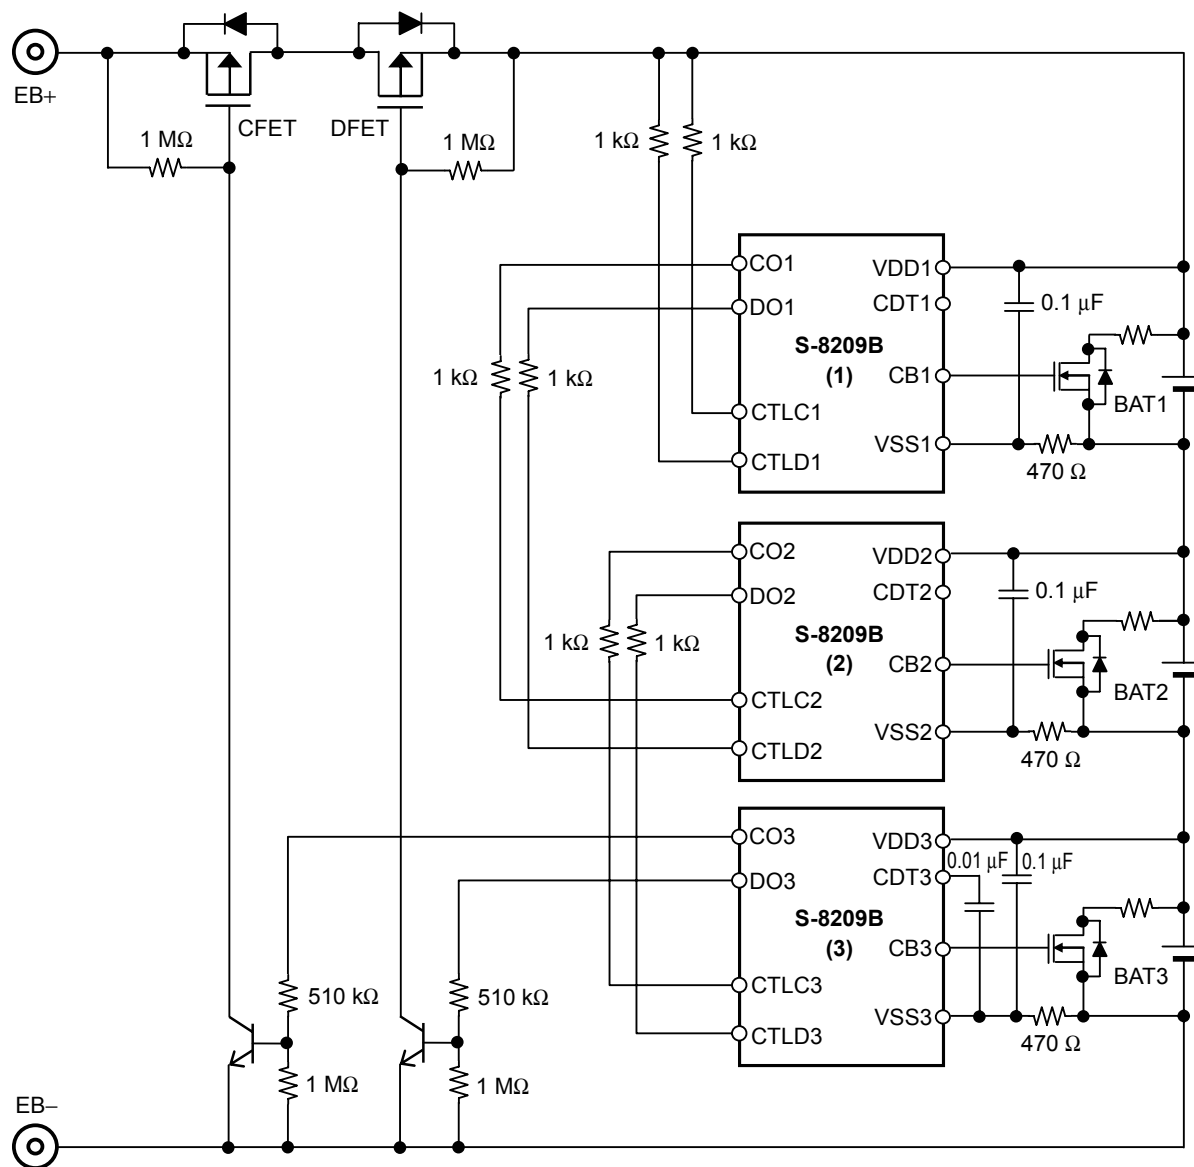 EB+
CFET
DFET
1 MΩ
1 MΩ
1 kΩ
1 kΩ
CO1
DO1
S-8209B
(1)
CTLC1
CTLD1
VDD1
CDT1
CB1
VSS1
0.1 μF
BAT1
470 Ω
1 kΩ
1 kΩ
CO2
DO2
S-8209B
(2)
CTLC2
CTLD2
VDD2
CDT2
CB2
VSS2
0.1 μF
BAT2
470 Ω
1 kΩ
1 kΩ
CO3
DO3
S-8209B
(3)
CTLC3
CTLD3
VDD3
CDT3
CB3
VSS3
0.01 μF
0.1 μF
BAT3
470 Ω
510 kΩ
510 kΩ
1 MΩ
1 MΩ
EB−